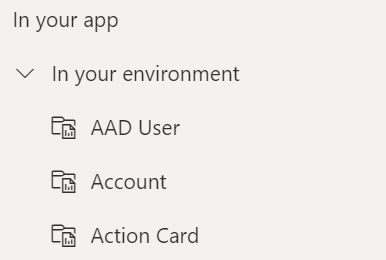 In your app
In your environment
AAD User
Account
Action Card